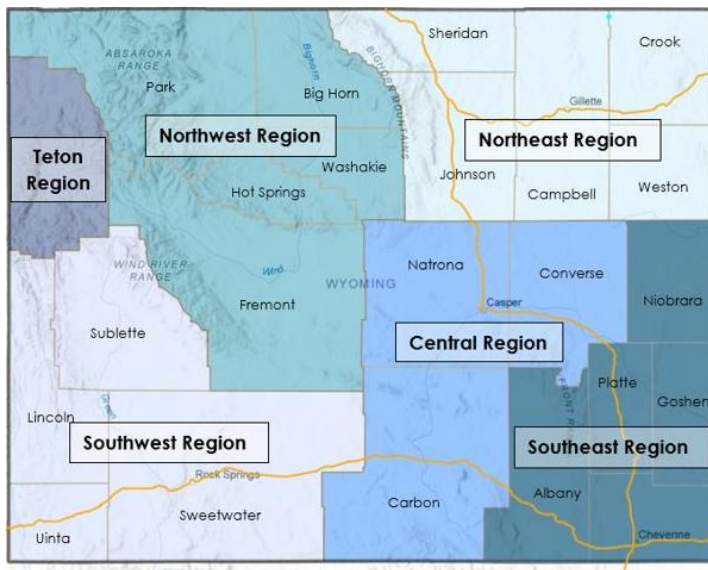 Sheridan
Crook
ABSAROKA
RANGE
Bighorn
BIGHORN MOUNTAINS
Park
Big Horn
Gillette
Northwest Region
Northeast Region
Teton
Region
Washakie
Johnson
Hot Springs
Campbell
Weston
WIND RIVER
RANGE
Wind
WYOMING
Natrona
Converse
Niobrara
Fremont
Casper
Sublette
Central Region
Platte
Goshen
Lincoln
Green
Southwest Region
Southeast Region
Rock Springs
Sweetwater
Carbon
Albany
Uinta
Cheyenne